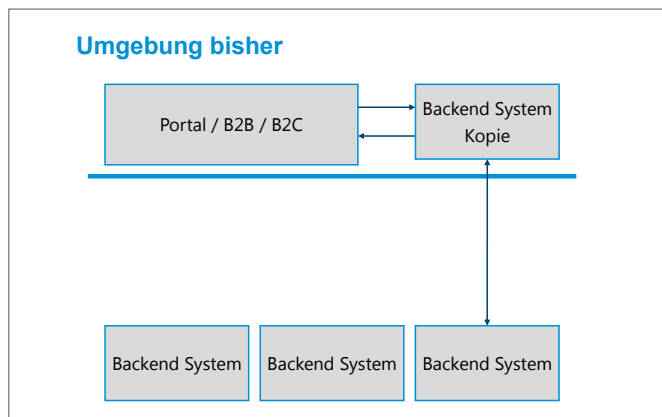 Umgebung bisher
Portal / B2B / B2C
Backend System
Kopie
Backend System
Backend System
Backend System